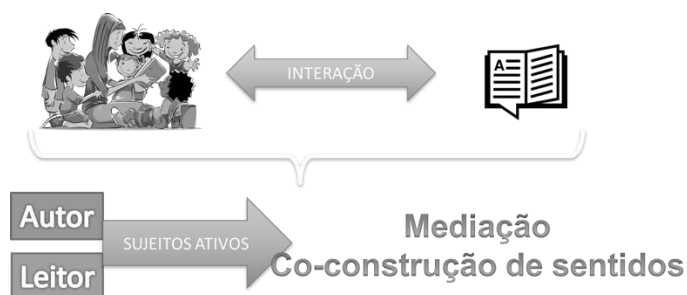 INTERAÇÃO
A
Autor
SUJEITOS ATIVOS
Leitor
Mediação
Co-construção de sentidos